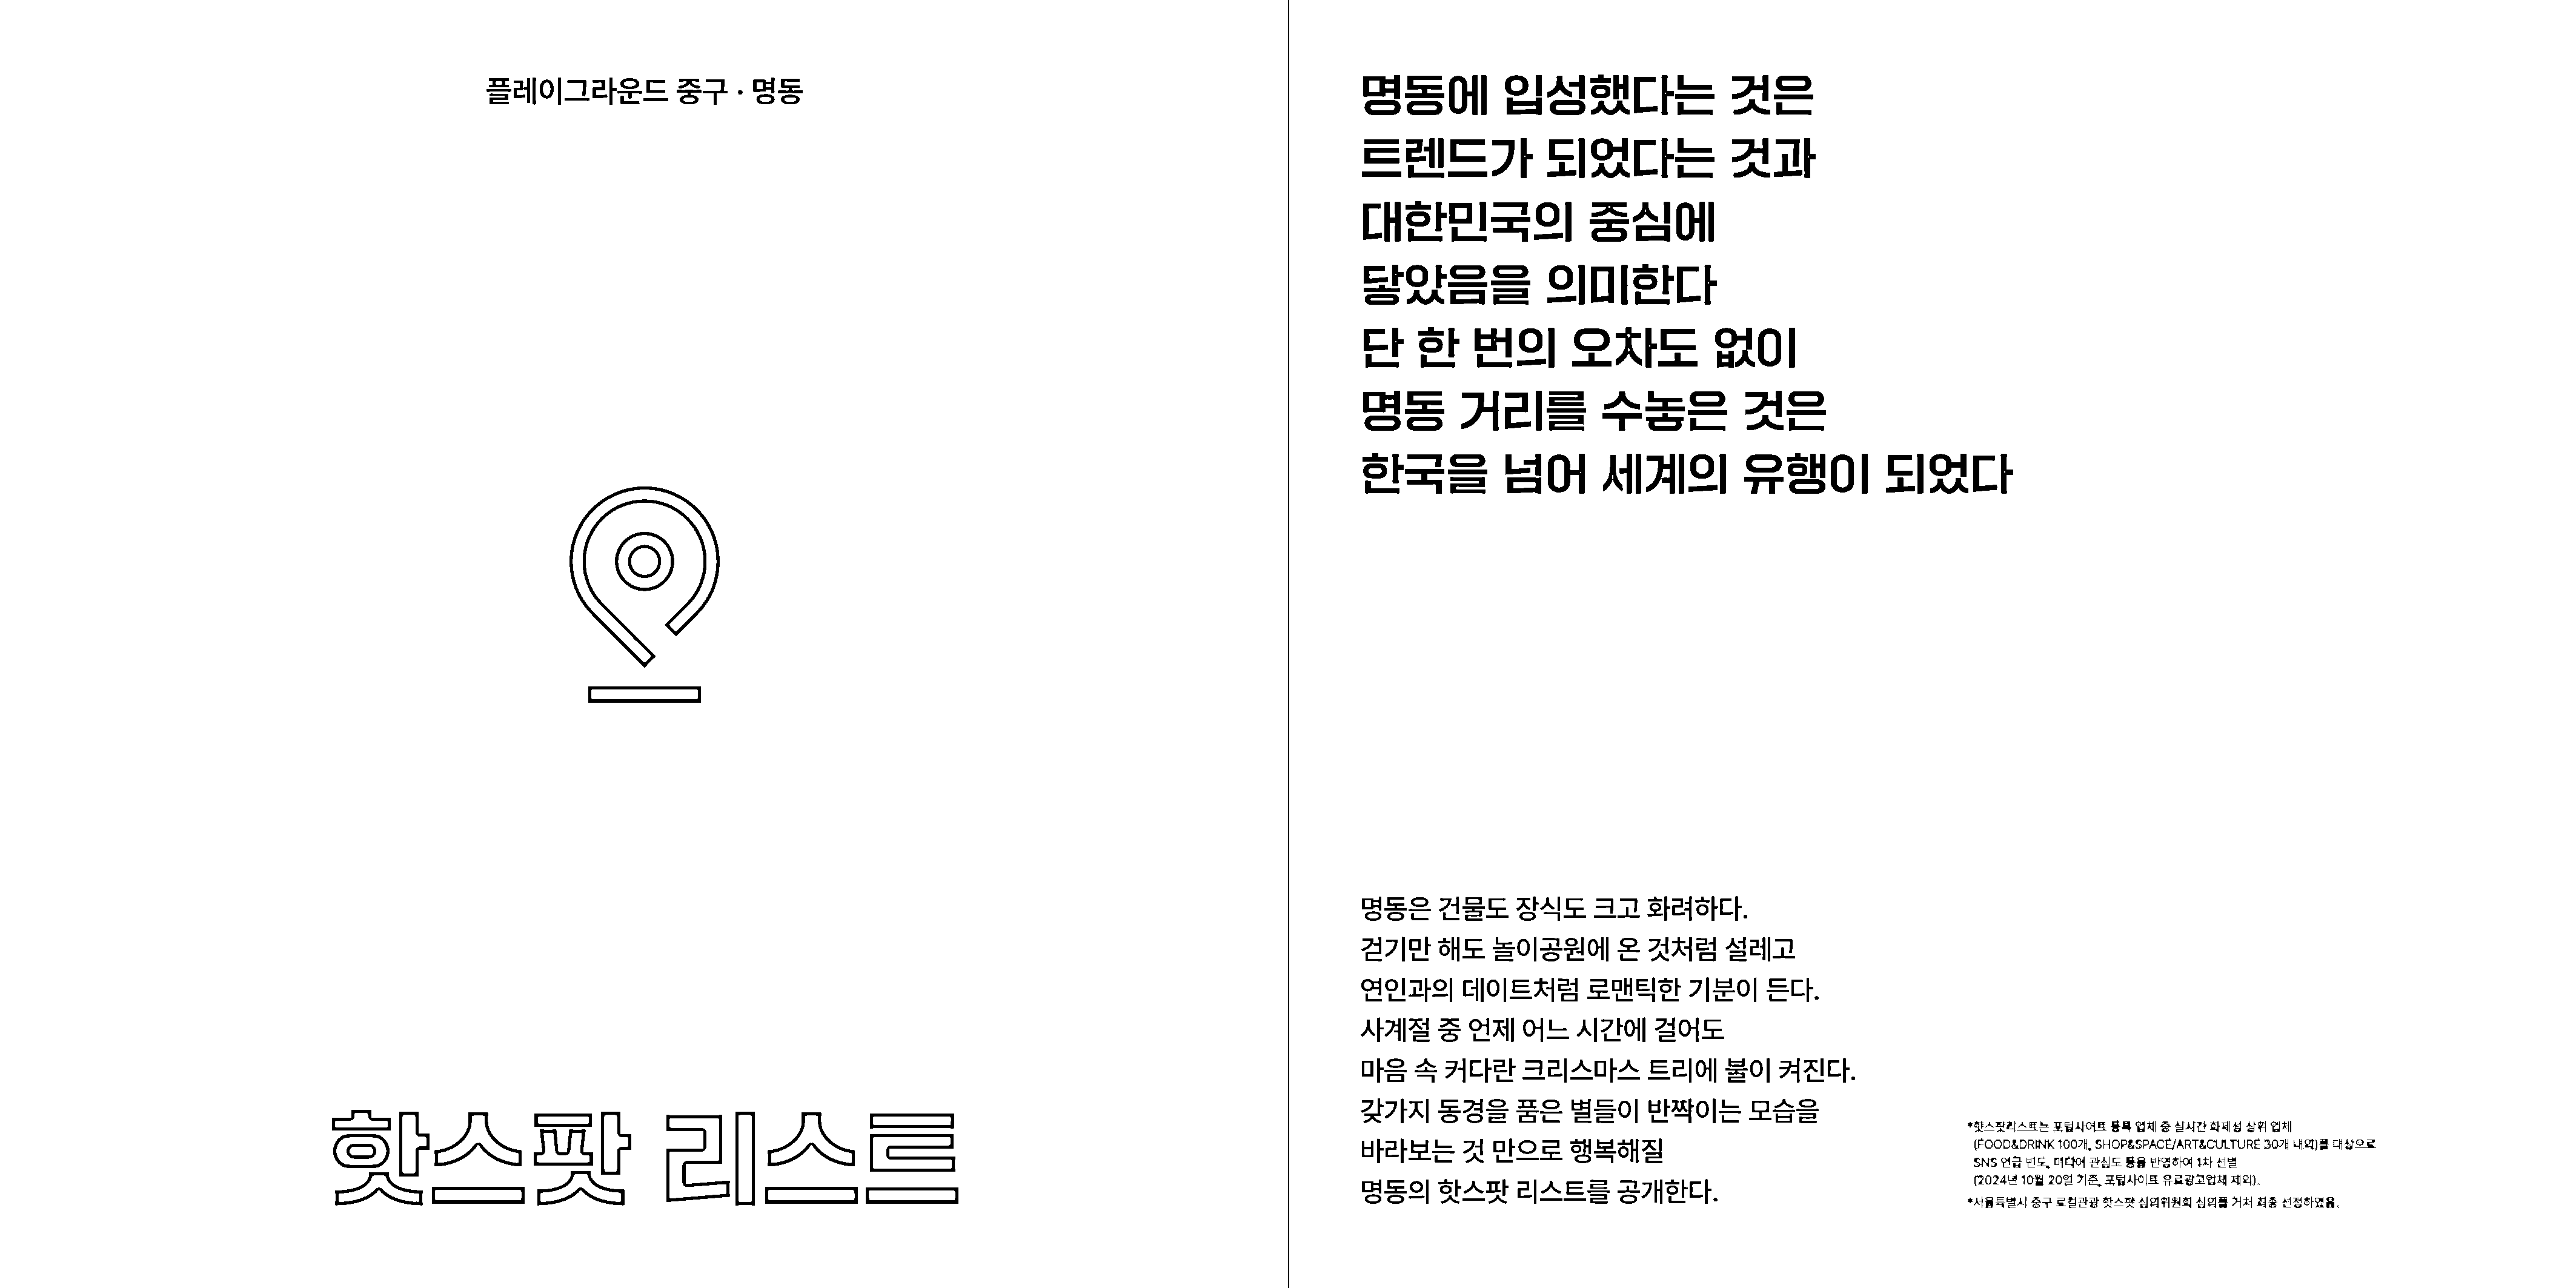 플레이그라운드 중구 · 명동
핫스팟 리스트
명동에 입성했다는 것은
트렌드가 되었다는 것과
대한민국의 중심에
닿았음을 의미한다
단 한 번의 오차도 없이
명동 거리를 수놓은 것은
한국을 넘어 세계의 유행이 되었다
명동은 건물도 장식도 크고 화려하다.
걷기만 해도 놀이공원에 온 것처럼 설레고
연인과의 데이트처럼 로맨틱한 기분이 든다.
사계절 중 언제 어느 시간에 걸어도
마음 속 커다란 크리스마스 트리에 불이 켜진다.
갖가지 동경을 품은 별들이 반짝이는 모습을
바라보는 것 만으로 행복해질
명동의 핫스팟 리스트를 공개한다.
*핫스팟리스트는 포털사이트 등록 업체 중 실시간 화제성 상위 업체
(FOOD&DRINK 100개, SHOP&SPACE/ART&CULTURE 30개 내외)를 대상으로
SNS 언급 빈도, 미디어 관심도 등을 반영하여 1차 선별
(2024년 10월 20일 기준, 포털사이트 유료광고업체 제외).
*서울특별시 중구 로컬관광 핫스팟 심의위원회 심의를 거쳐 최종 선정하였음.